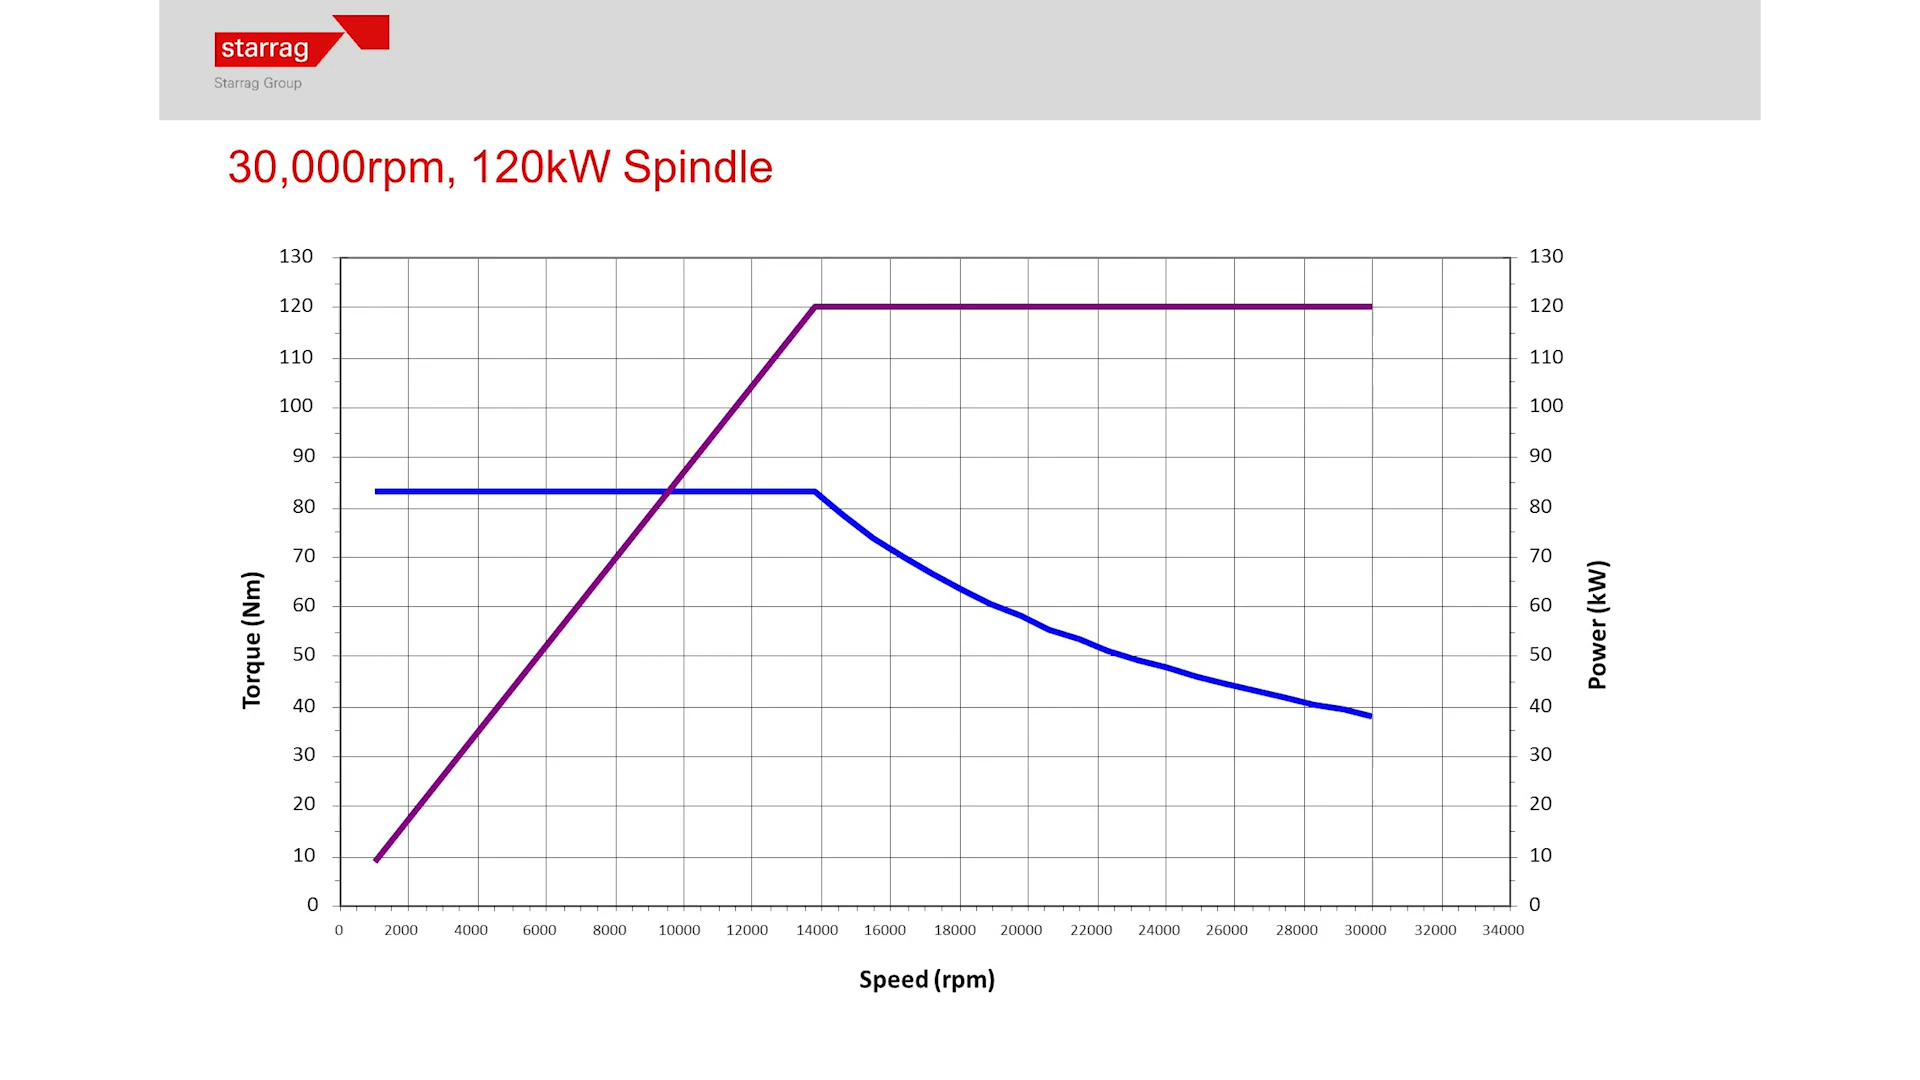 starrag
Starrag Group
30,000rpm, 120kW Spindle
130 130
120 120
110 110
100 100
90 90
80 80
70 70
60 60
50 50
40 40
30 30
20 20
10 10
0 0
Torque (Nm)
Power (kW)
0 2000 4000 6000 8000 10000 12000 14000 16000 18000 20000 22000 24000 26000 28000 30000 32000 34000
Speed (rpm)